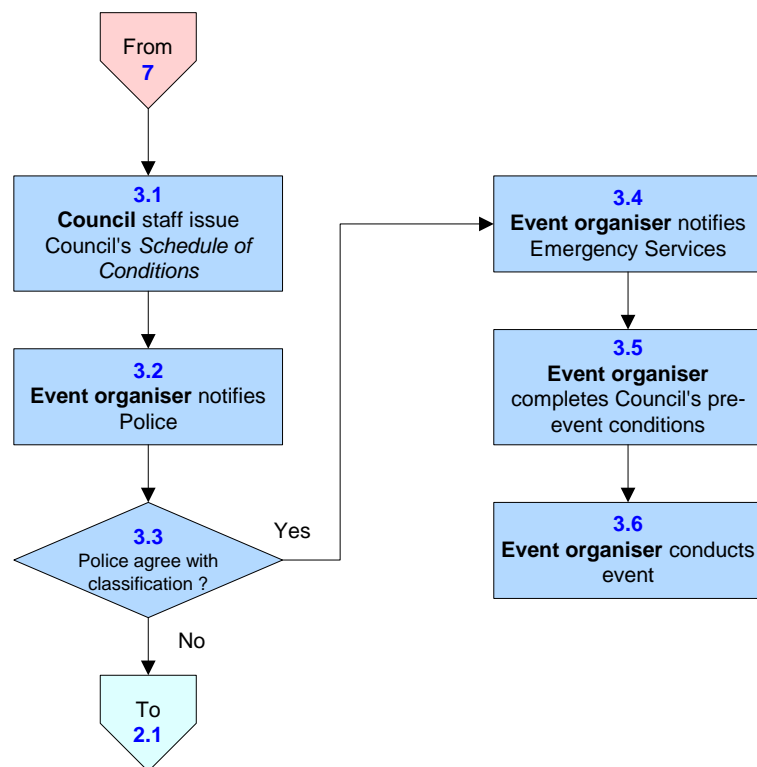 From
7
3.1
Council staff issue
Council's Schedule of
Conditions
3.2
Event organiser notifies
Police
3.3
Police agree with
classification ?
Yes
No
To
2.1
3.4
Event organiser notifies
Emergency Services
3.5
Event organiser
completes Council's pre-
event conditions
3.6
Event organiser conducts
event